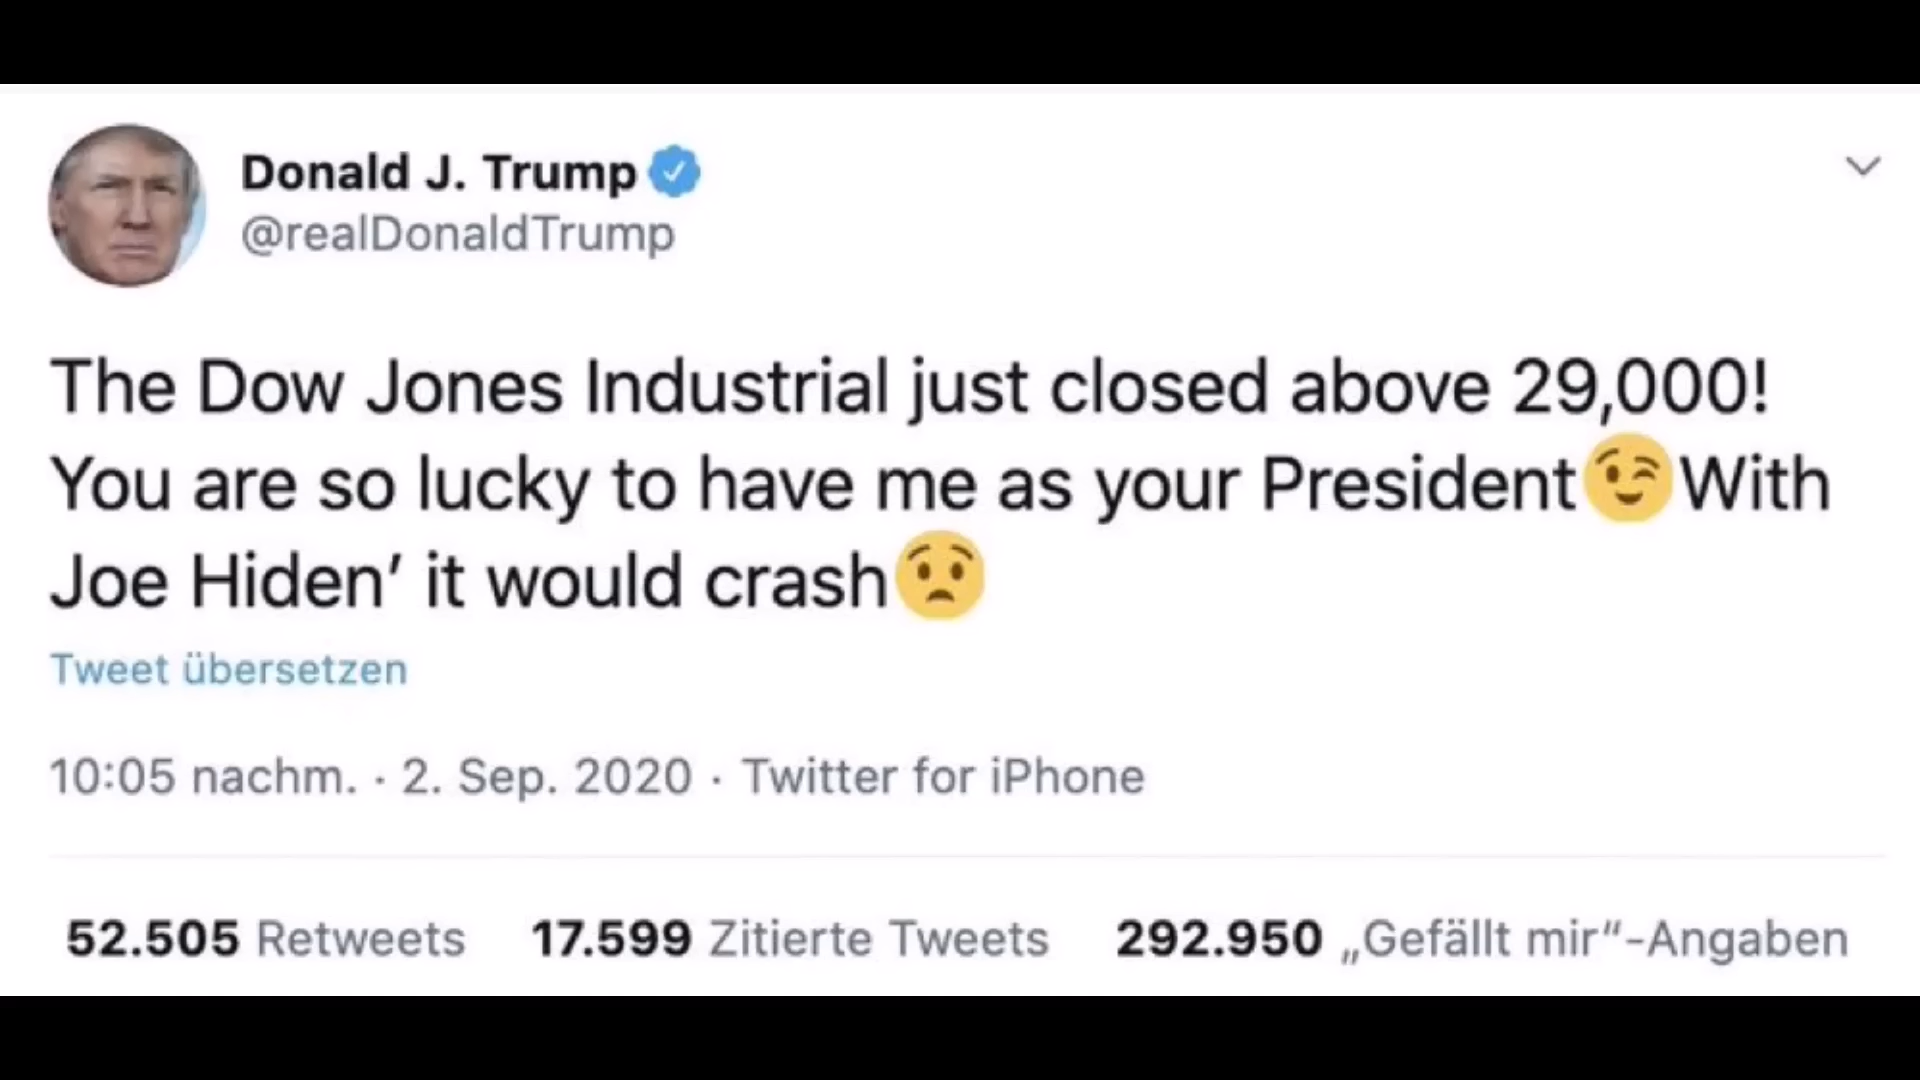 Donald J. Trump
@realDonaldTrump
The Dow Jones Industrial just closed above 29,000!
You are so lucky to have me as your President😉With
Joe Hiden’ it would crash😟
Tweet übersetzen
10:05 nachm. · 2. Sep. 2020 · Twitter for iPhone
52.505 Retweets 17.599 Zitierte Tweets 292.950 „Gefällt mir“-Angaben